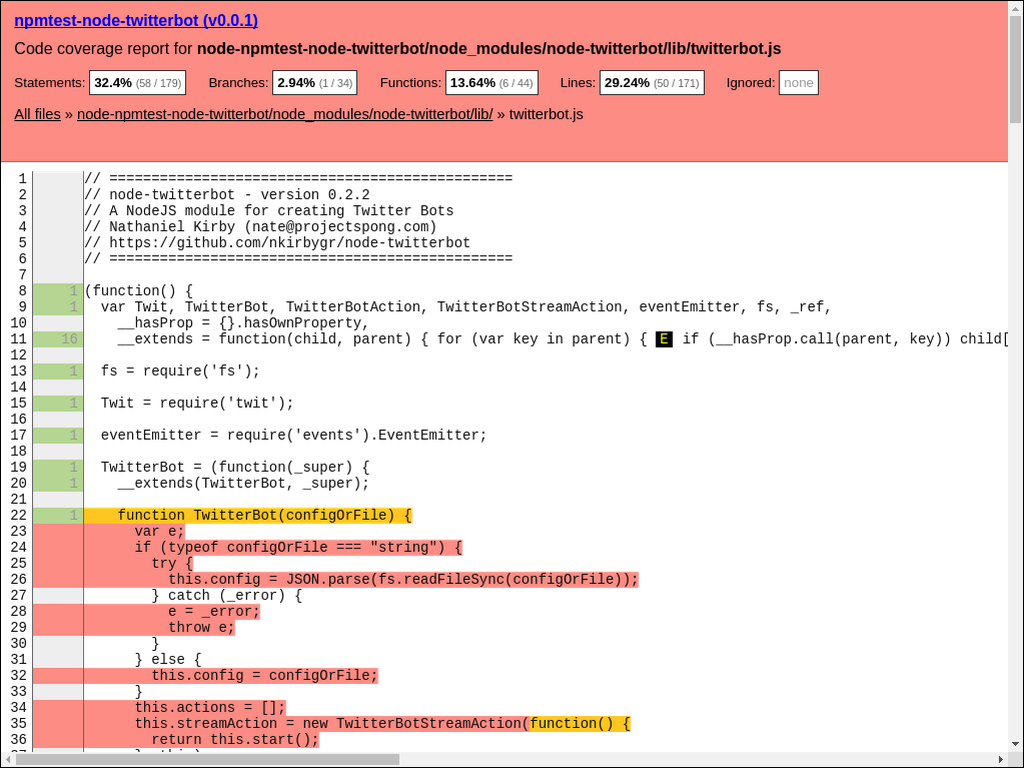 npmtest-node-twitterbot (v0.0.1)
Code coverage report for node-npmtest-node-twitterbot/node_modules/node-twitterbot/lib/twitterbot.js
Statements: 32.4% (58 / 179) Branches: 2.94% (1 / 34) Functions: 13.64% (6 / 44) Lines: 29.24% (50 / 171) Ignored: none
All files » node-npmtest-node-twitterbot/node_modules/node-twitterbot/lib/ » twitterbot.js
1 // ================================================
2 // node-twitterbot - version 0.2.2
3 // A NodeJS module for creating Twitter Bots
4 // Nathaniel Kirby (nate@projectspong.com)
5 // https://github.com/nkirbygr/node-twitterbot
6 // ================================================
7
8 1 (function() {
9 1 var Twit, TwitterBot, TwitterBotAction, TwitterBotStreamAction, eventEmitter, fs, _ref,
10 __hasProp = {}.hasOwnProperty,
11 16 __extends = function(child, parent) { for (var key in parent) { E if (__hasProp.call(parent, key)) child[
12
13 1 fs = require('fs');
14
15 1 Twit = require('twit');
16
17 1 eventEmitter = require('events').EventEmitter;
18
19 1 TwitterBot = (function(_super) {
20 1 __extends(TwitterBot, _super);
21
22 1 function TwitterBot(configOrFile) {
23 var e;
24 if (typeof configOrFile === "string") {
25 try {
26 this.config = JSON.parse(fs.readFileSync(configOrFile));
27 } catch (_error) {
28 e = _error;
29 throw e;
30 }
31 } else {
32 this.config = configOrFile;
33 }
34 this.actions = [];
35 this.streamAction = new TwitterBotStreamAction(function() {
36 return this.start();